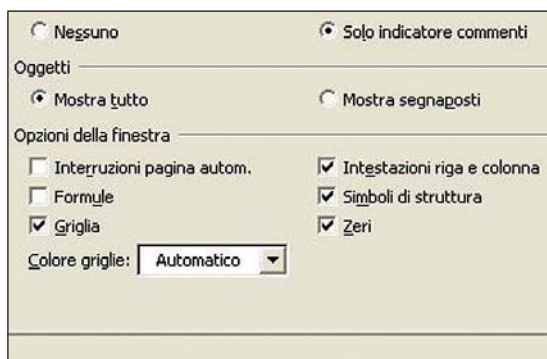 Nessuno Solo indicatore commenti
Oggetti
Mostra tutto Mostra segnaposti
Opzioni della finestra
Interruzioni pagina autom. Intestazioni riga e colonna
Formule Simboli di struttura
Griglia Zeri
Colore griglie: Automatico